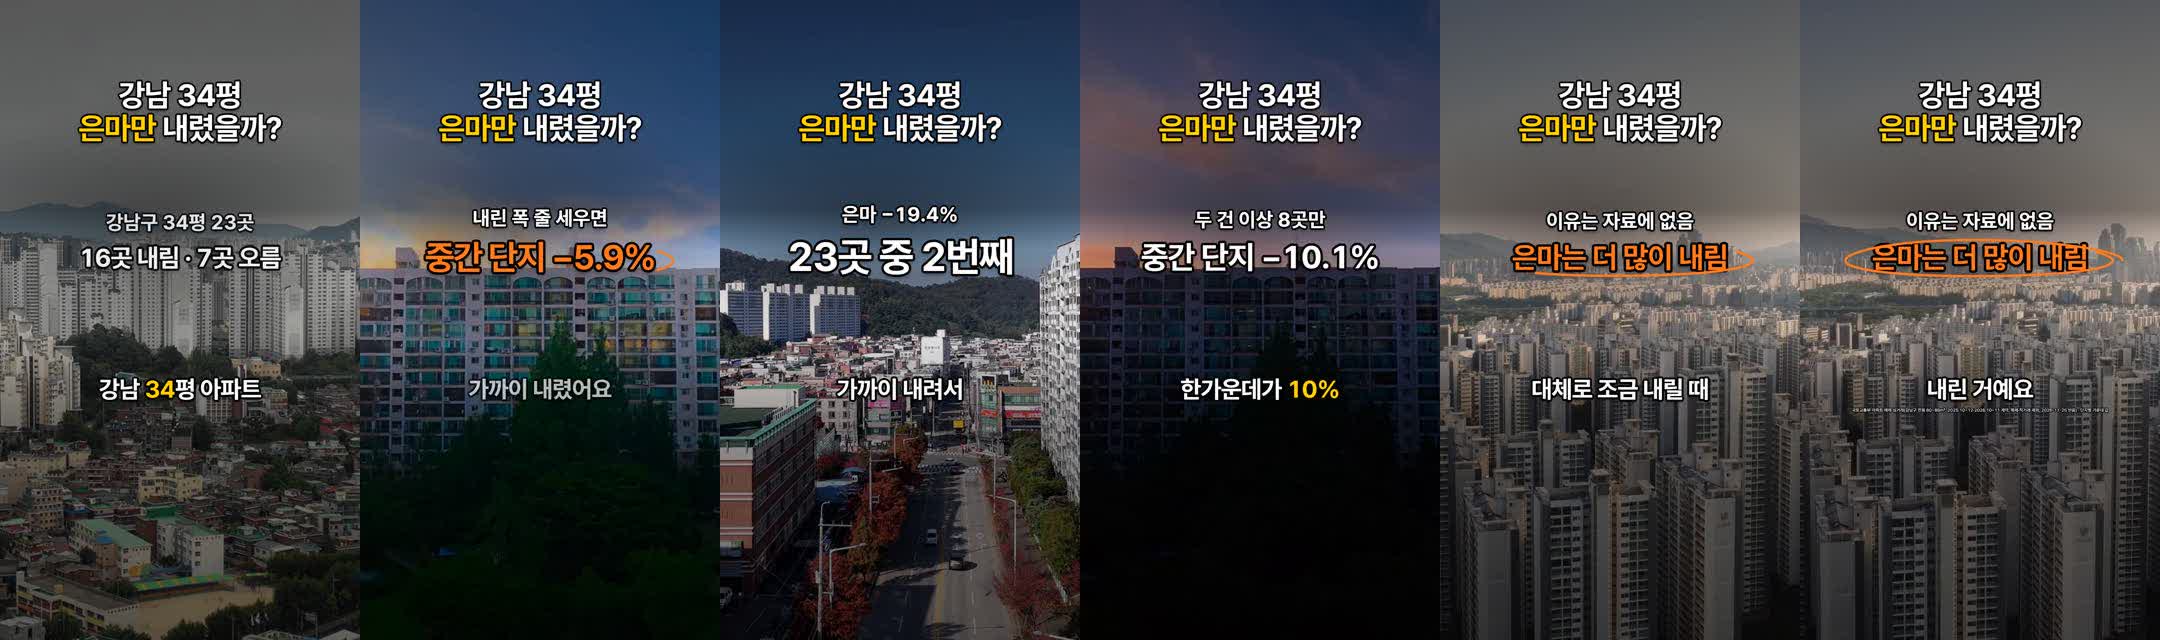 강남 34평
은마만 내렸을까?
강남구 34평 23곳
16곳 내림 · 7곳 오름
강남 34평 아파트
강남 34평
은마만 내렸을까?
내린 폭 줄 세우면
중간 단지 −5.9%
가까이 내렸어요
강남 34평
은마만 내렸을까?
은마 −19.4%
23곳 중 2번째
가까이 내려서
강남 34평
은마만 내렸을까?
두 건 이상 8곳만
중간 단지 −10.1%
한가운데가 10%
강남 34평
은마만 내렸을까?
이유는 자료에 없음
은마는 더 많이 내림
대체로 조금 내릴 때
강남 34평
은마만 내렸을까?
이유는 자료에 없음
은마는 더 많이 내림
내린 거예요